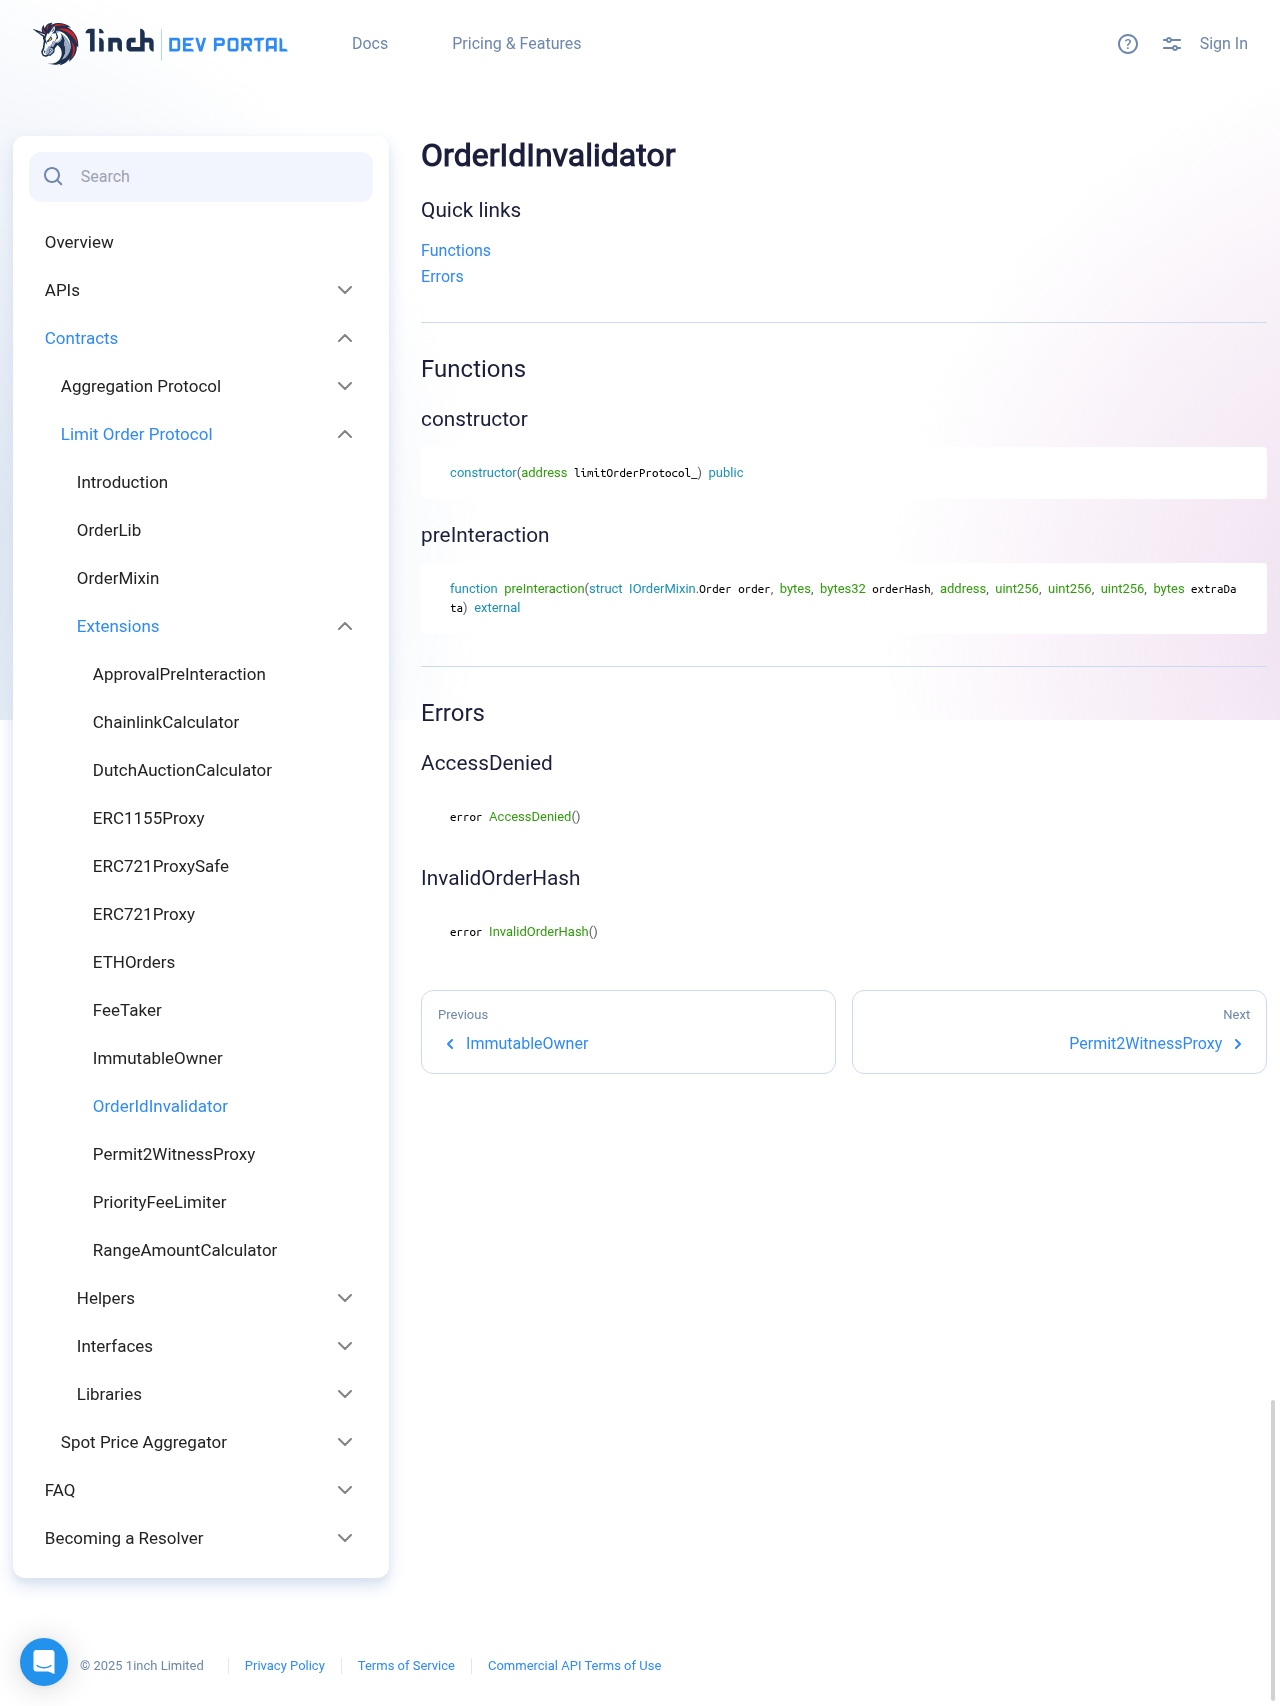 1inch DEV PORTAL
Docs
Pricing & Features
Sign In
Search
Overview
APIs
Contracts
Aggregation Protocol
Limit Order Protocol
Introduction
OrderLib
OrderMixin
Extensions
ApprovalPreInteraction
ChainlinkCalculator
DutchAuctionCalculator
ERC1155Proxy
ERC721ProxySafe
ERC721Proxy
ETHOrders
FeeTaker
ImmutableOwner
OrderIdInvalidator
Permit2WitnessProxy
PriorityFeeLimiter
RangeAmountCalculator
Helpers
Interfaces
Libraries
Spot Price Aggregator
FAQ
Becoming a Resolver
OrderIdInvalidator
Quick links
Functions
Errors
Functions
constructor
constructor(address limitOrderProtocol_) public
preInteraction
function preInteraction(struct IOrderMixin.Order order, bytes, bytes32 orderHash, address, uint256, uint256, uint256, bytes extraDa
ta) external
Errors
AccessDenied
error AccessDenied()
InvalidOrderHash
error InvalidOrderHash()
Previous
ImmutableOwner
Next
Permit2WitnessProxy
© 2025 1inch Limited
Privacy Policy
Terms of Service
Commercial API Terms of Use